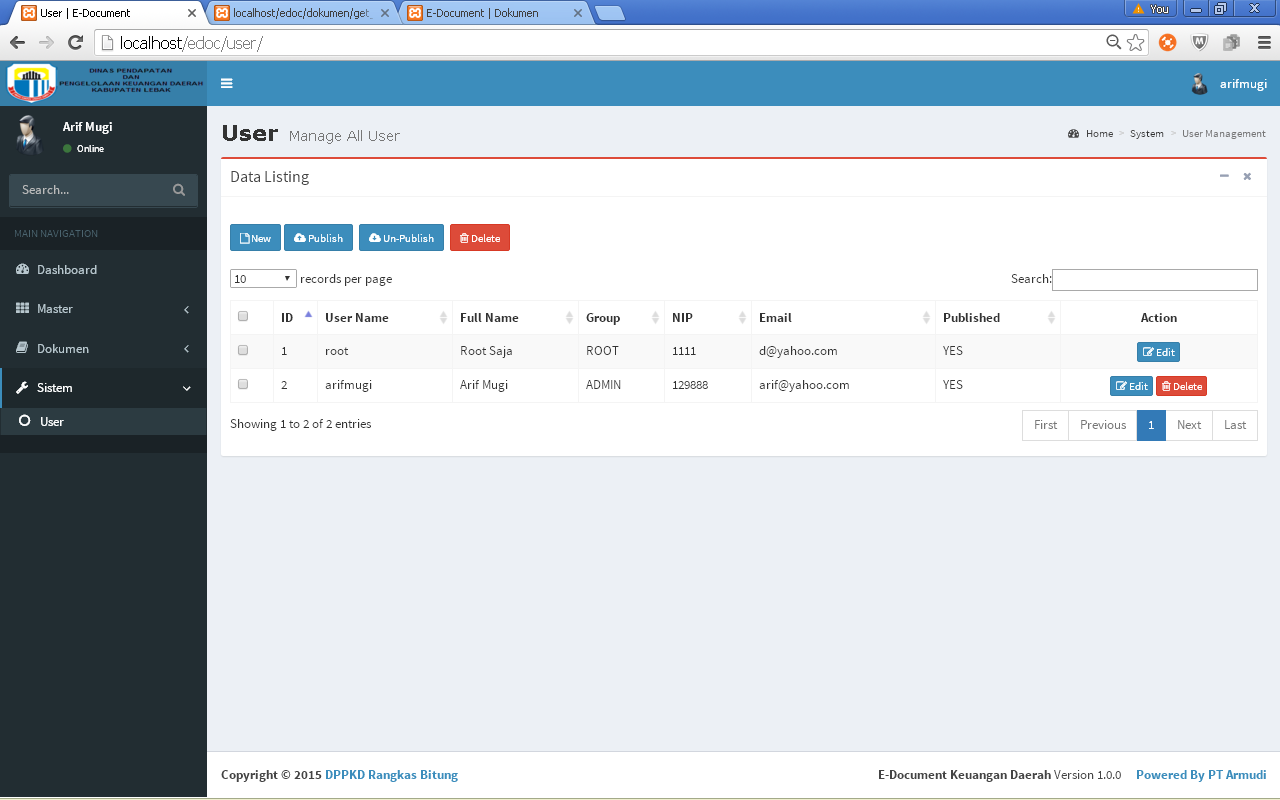 User | E-Document
localhost/edoc/dokumen/get_
E-Document | Dokumen
You
localhost/edoc/user/
DINAS PENDAPATAN
DAN
PENGELOLAAN KEUANGAN DAERAH
KABUPATEN LEBAK
arifmugi
Arif Mugi
Online
Search...
MAIN NAVIGATION
Dashboard
Master
Dokumen
Sistem
User
User Manage All User
Home > System > User Management
Data Listing
New Publish Un-Publish Delete
10 records per page Search:
ID User Name Full Name Group NIP Email Published Action
1 root Root Saja ROOT 1111 d@yahoo.com YES Edit
2 arifmugi Arif Mugi ADMIN 129888 arif@yahoo.com YES Edit Delete
Showing 1 to 2 of 2 entries First Previous 1 Next Last
Copyright © 2015 DPPKD Rangkas Bitung E-Document Keuangan Daerah Version 1.0.0 Powered By PT Armudi